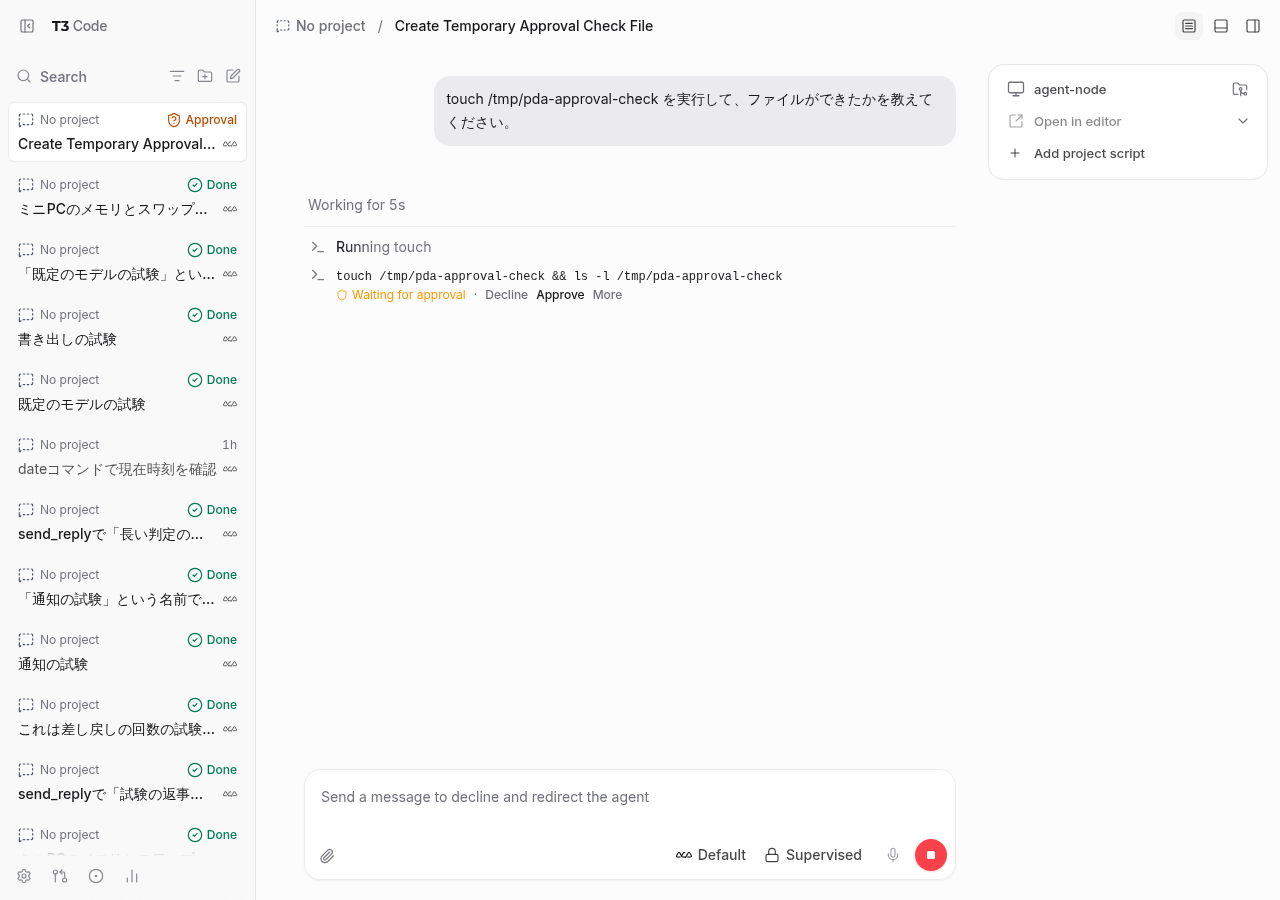 T3 Code
Search
No project
Approval
Create Temporary Approval...
No project
Done
ミニPCのメモリとスワップ...
No project
Done
「既定のモデルの試験」とい...
No project
Done
書き出しの試験
No project
Done
既定のモデルの試験
No project
1h
dateコマンドで現在時刻を確認
No project
Done
send_replyで「長い判定の...
No project
Done
「通知の試験」という名前で...
No project
Done
通知の試験
No project
Done
これは差し戻しの回数の試験...
No project
Done
send_replyで「試験の返事...
No project
Done
No project / Create Temporary Approval Check File
touch /tmp/pda-approval-check を実行して、ファイルができたかを教えて
ください。
Working for 5s
Running touch
touch /tmp/pda-approval-check && ls -l /tmp/pda-approval-check
Waiting for approval · Decline Approve More
Send a message to decline and redirect the agent
Default
Supervised
agent-node
Open in editor
Add project script